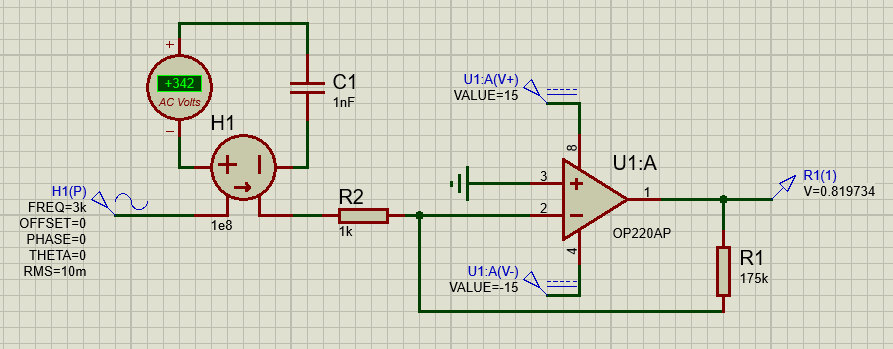 +
+342
AC Volts
−
C1
1nF
H1
+
1e8
H1(P)
FREQ=3k
OFFSET=0
PHASE=0
THETA=0
RMS=10m
R2
1k
U1:A(V+)
VALUE=15
8
3
2
+
−
1
4
U1:A
OP220AP
U1:A(V-)
VALUE=-15
R1(1)
V=0.819734
R1
175k